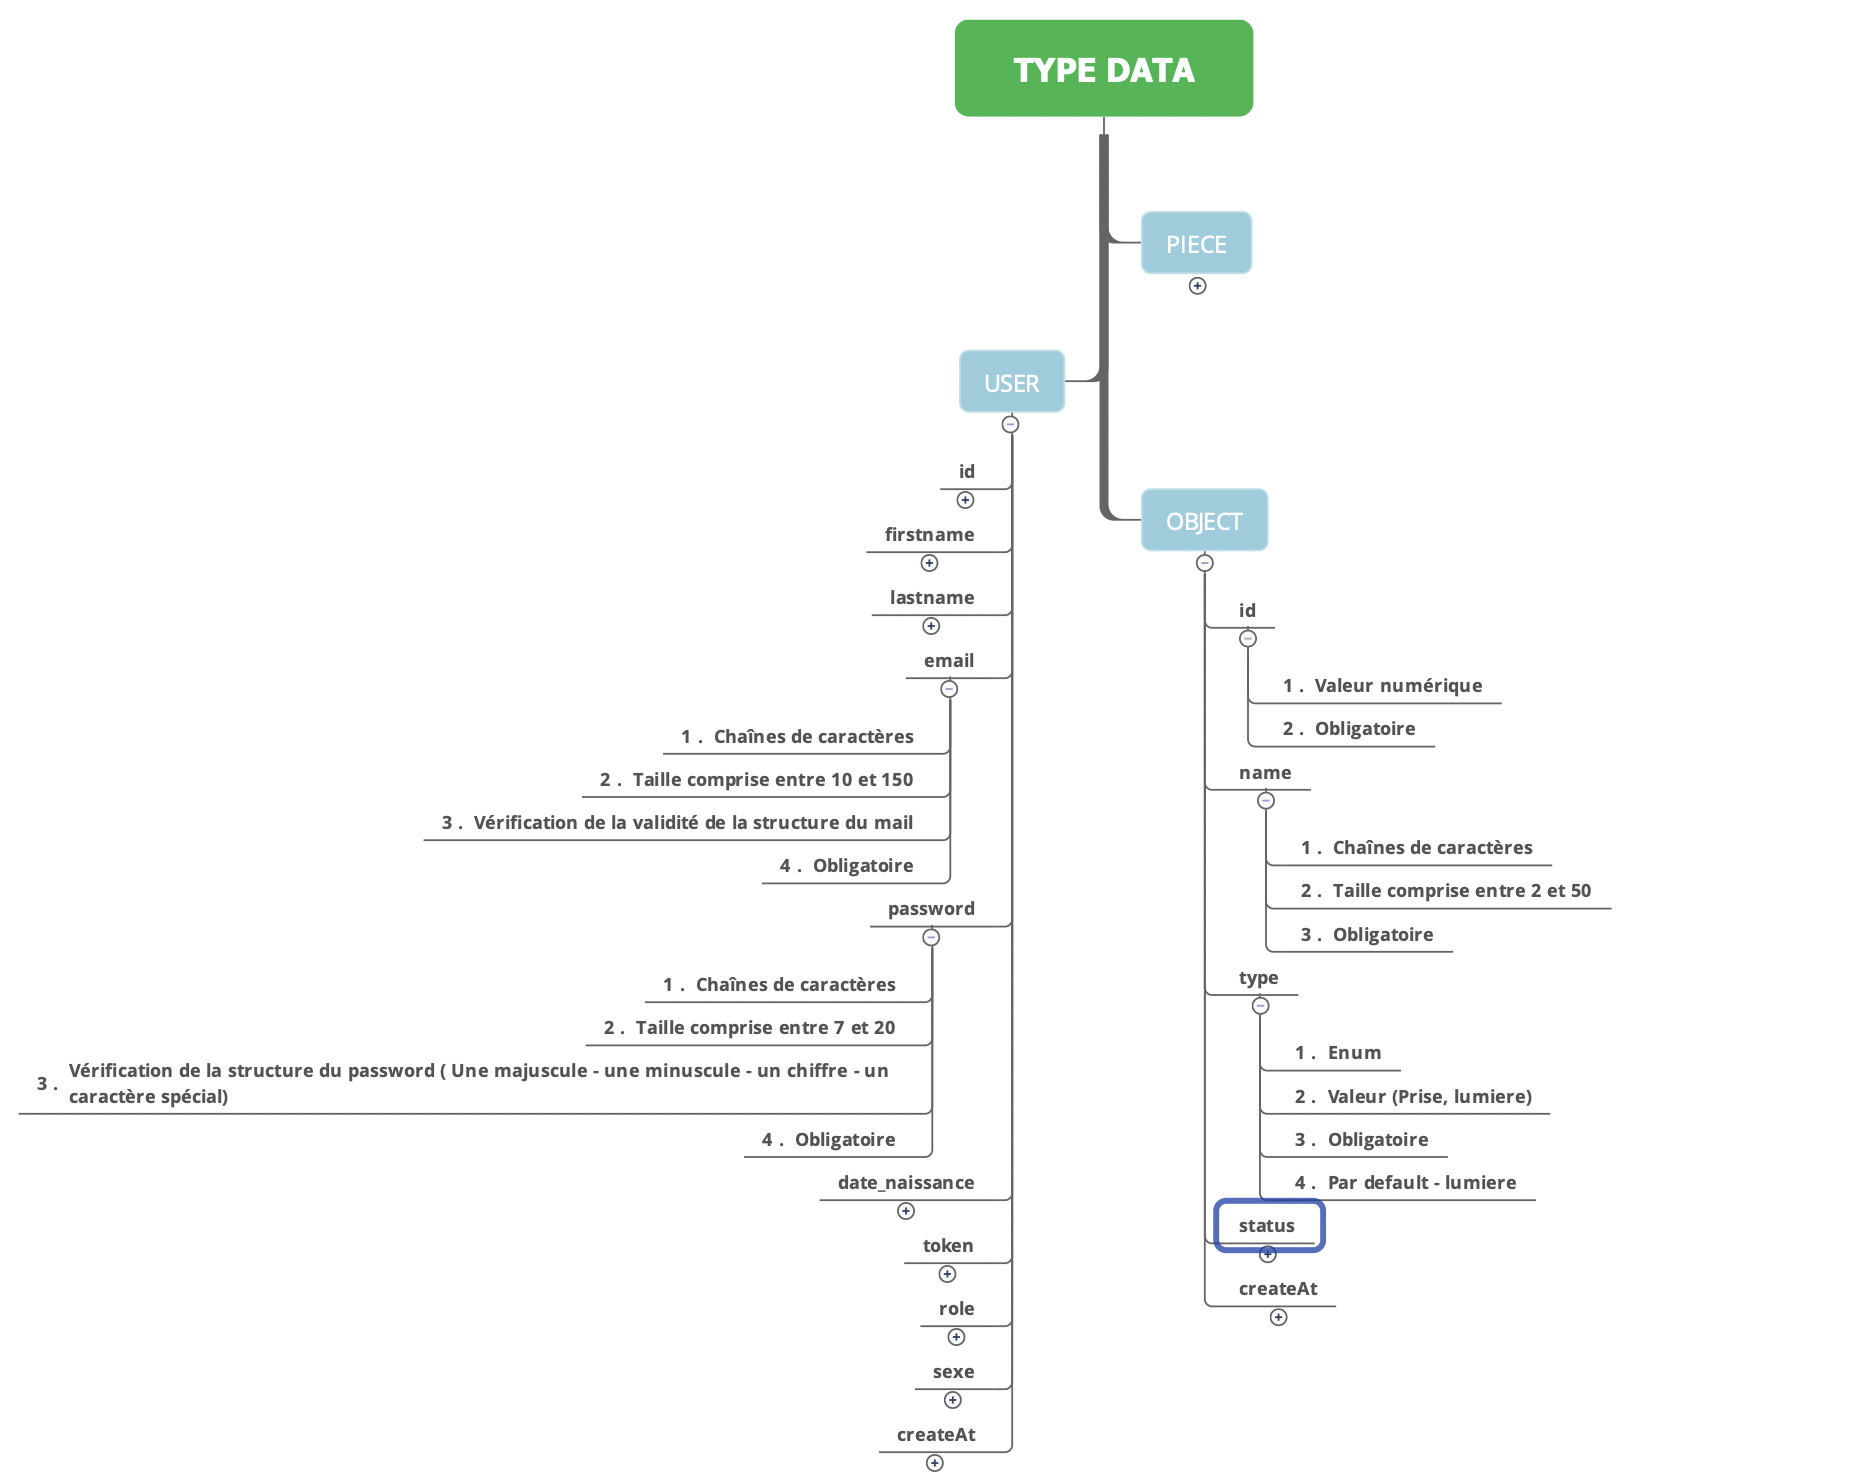 TYPE DATA
PIECE
USER
id
firstname
lastname
email
1 . Chaînes de caractères
2 . Taille comprise entre 10 et 150
3 . Vérification de la validité de la structure du mail
4 . Obligatoire
password
1 . Chaînes de caractères
2 . Taille comprise entre 7 et 20
3 . Vérification de la structure du password ( Une majuscule - une minuscule - un chiffre - un
caractère spécial)
4 . Obligatoire
date_naissance
token
role
sexe
createAt
OBJECT
id
1 . Valeur numérique
2 . Obligatoire
name
1 . Chaînes de caractères
2 . Taille comprise entre 2 et 50
3 . Obligatoire
type
1 . Enum
2 . Valeur (Prise, lumiere)
3 . Obligatoire
4 . Par default - lumiere
status
createAt